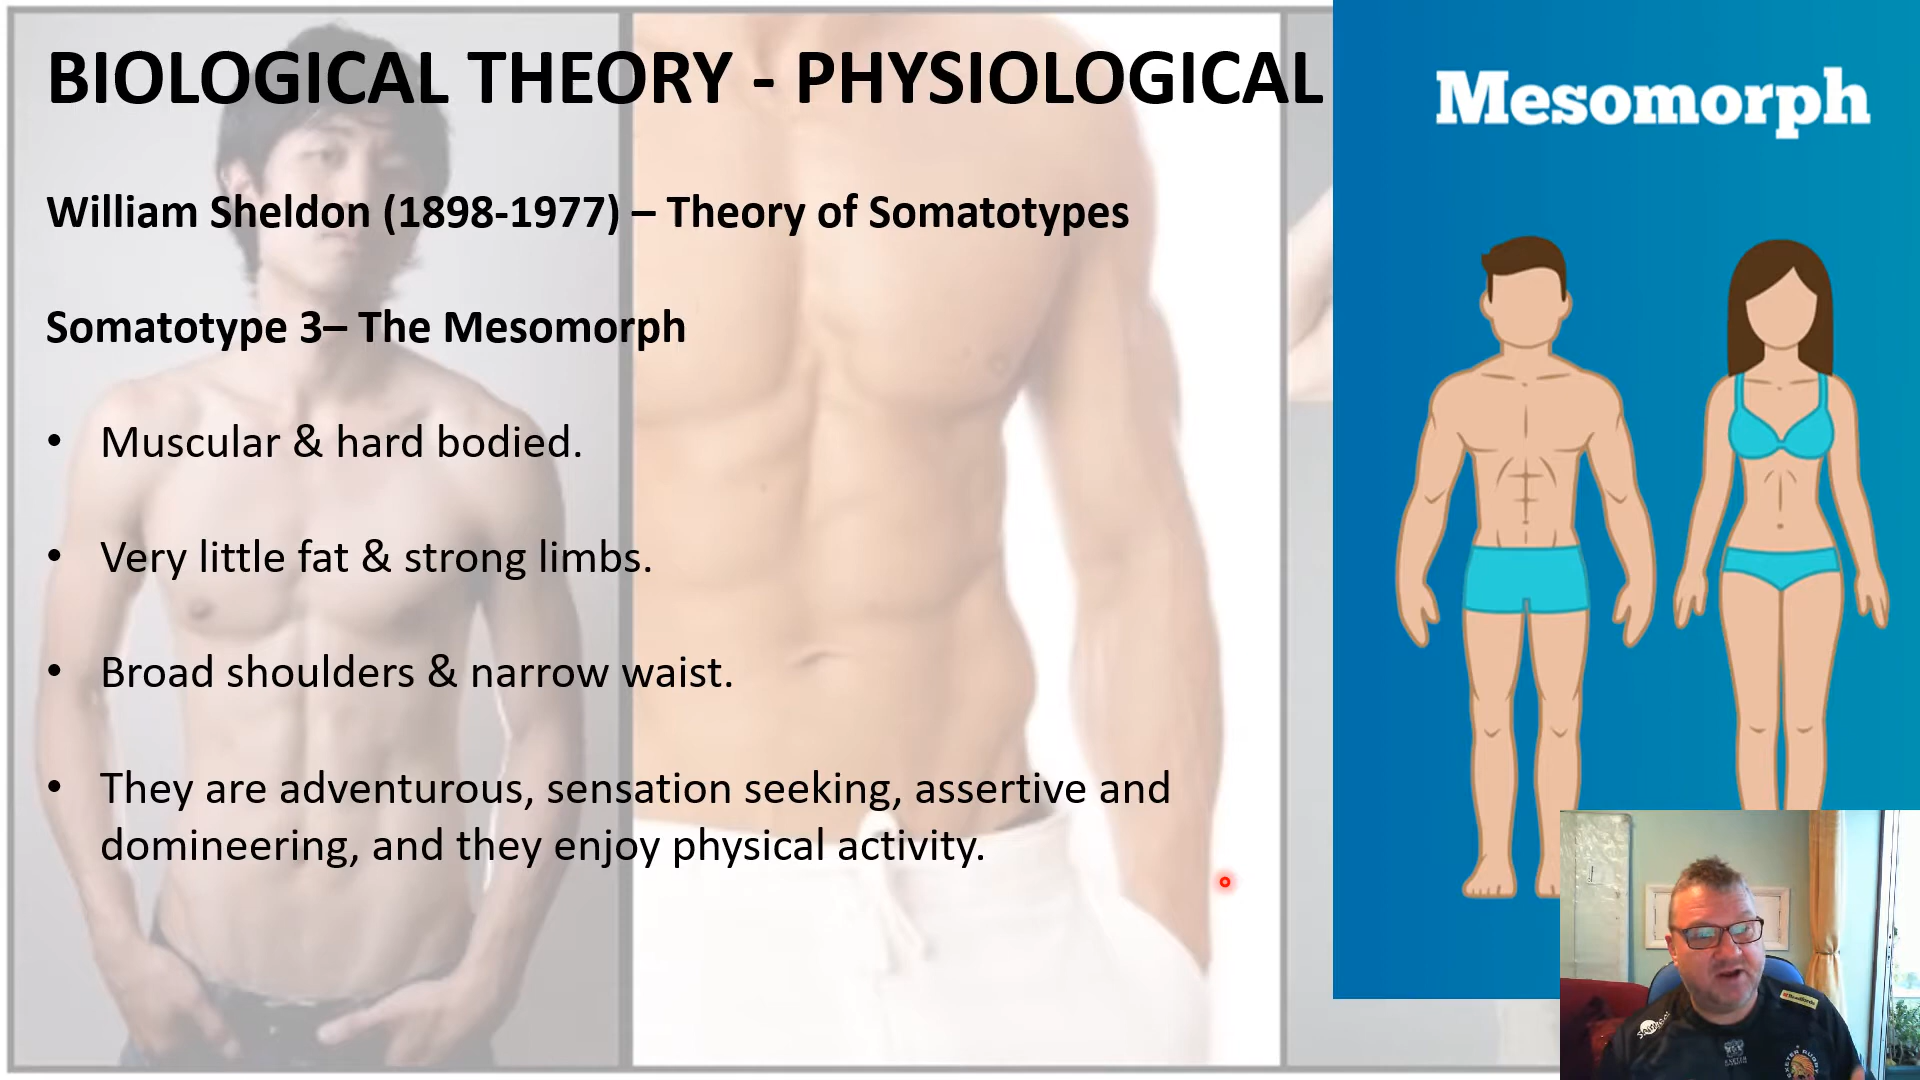 BIOLOGICAL THEORY - PHYSIOLOGICAL
Mesomorph
William Sheldon (1898-1977) – Theory of Somatotypes
Somatotype 3– The Mesomorph
• Muscular & hard bodied.
• Very little fat & strong limbs.
• Broad shoulders & narrow waist.
• They are adventurous, sensation seeking, assertive and
domineering, and they enjoy physical activity.